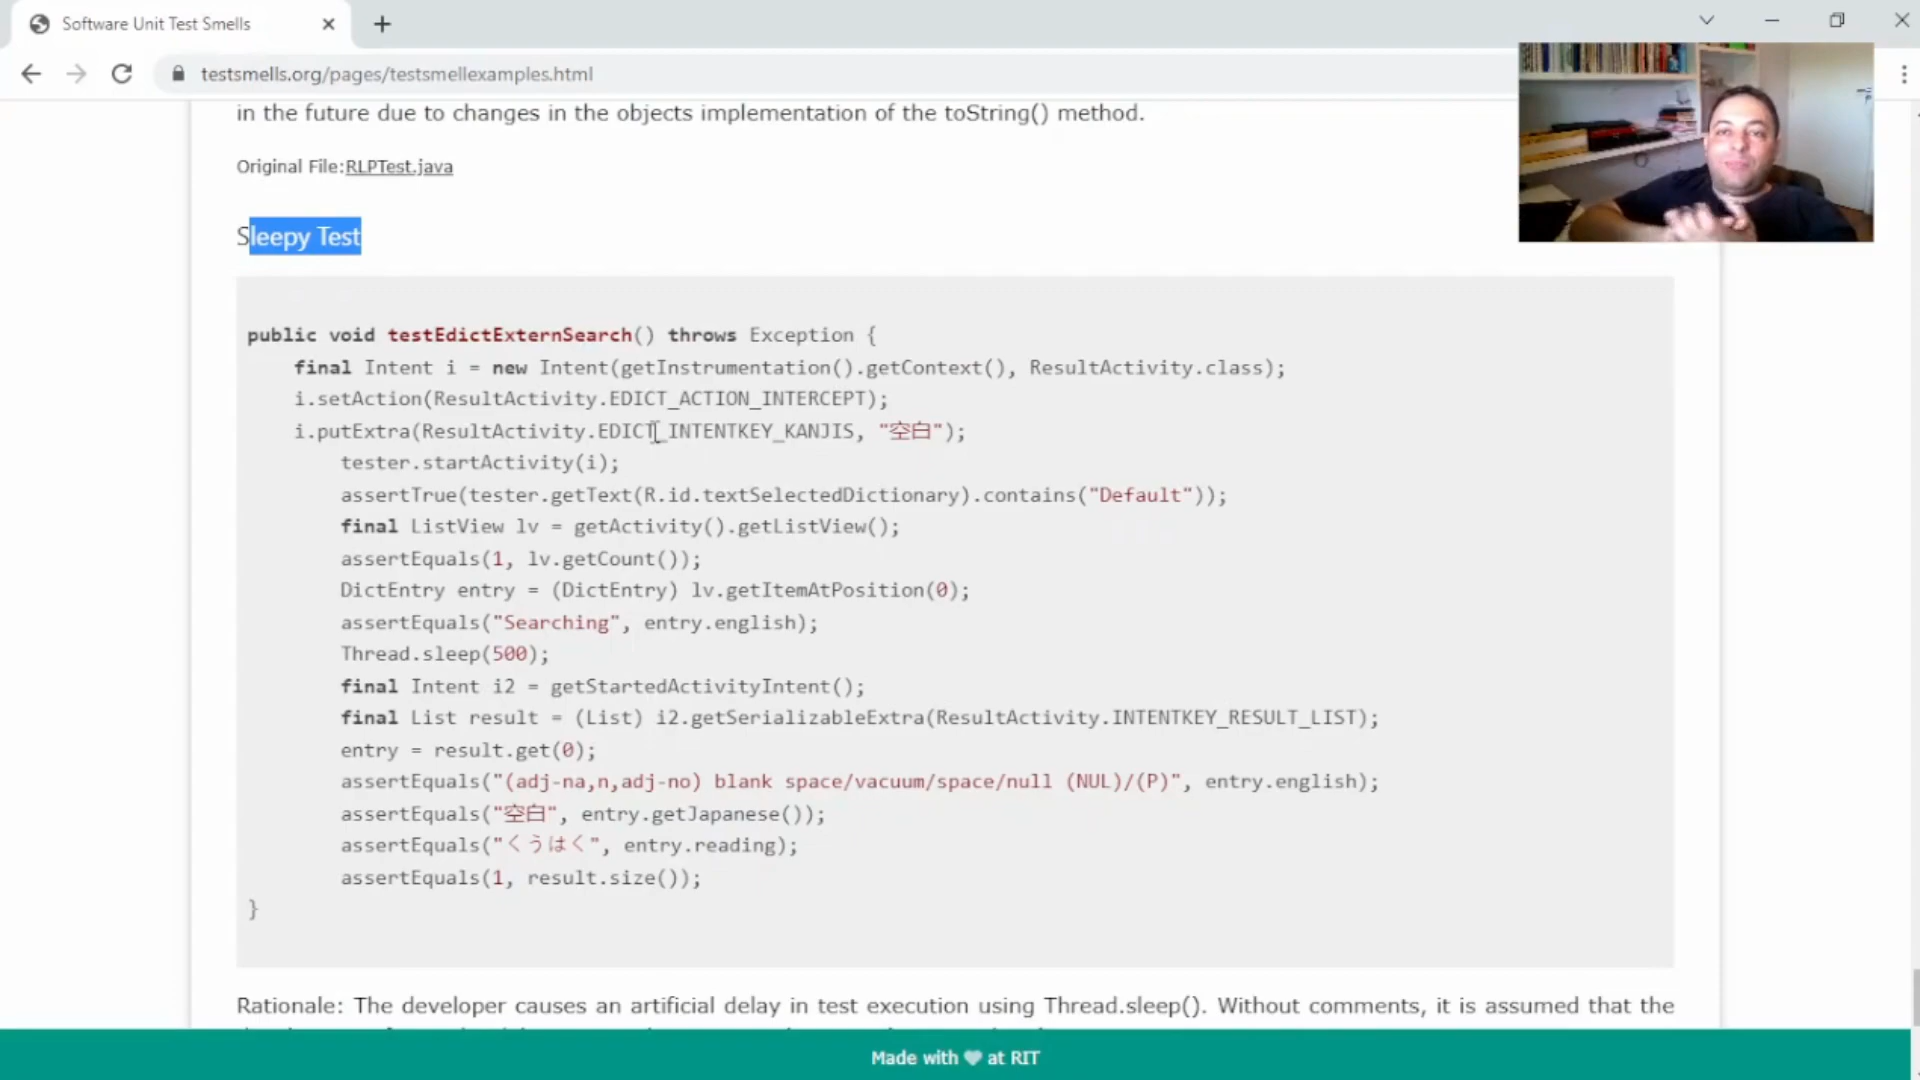 Software Unit Test Smells
testsmells.org/pages/testsmellexamples.html
in the future due to changes in the objects implementation of the toString() method.
Original File:RLPTest.java
Sleepy Test
public void testEdictExternSearch() throws Exception {
final Intent i = new Intent(getInstrumentation().getContext(), ResultActivity.class);
i.setAction(ResultActivity.EDICT_ACTION_INTERCEPT);
i.putExtra(ResultActivity.EDICT_INTENTKEY_KANJIS, "空白");
tester.startActivity(i);
assertTrue(tester.getText(R.id.textSelectedDictionary).contains("Default"));
final ListView lv = getActivity().getListView();
assertEquals(1, lv.getCount());
DictEntry entry = (DictEntry) lv.getItemAtPosition(0);
assertEquals("Searching", entry.english);
Thread.sleep(500);
final Intent i2 = getStartedActivityIntent();
final List result = (List) i2.getSerializableExtra(ResultActivity.INTENTKEY_RESULT_LIST);
entry = result.get(0);
assertEquals("(adj-na,n,adj-no) blank space/vacuum/space/null (NUL)/(P)", entry.english);
assertEquals("空白", entry.getJapanese());
assertEquals("くうはく", entry.reading);
assertEquals(1, result.size());
}
Rationale: The developer causes an artificial delay in test execution using Thread.sleep(). Without comments, it is assumed that the
Made with at RIT